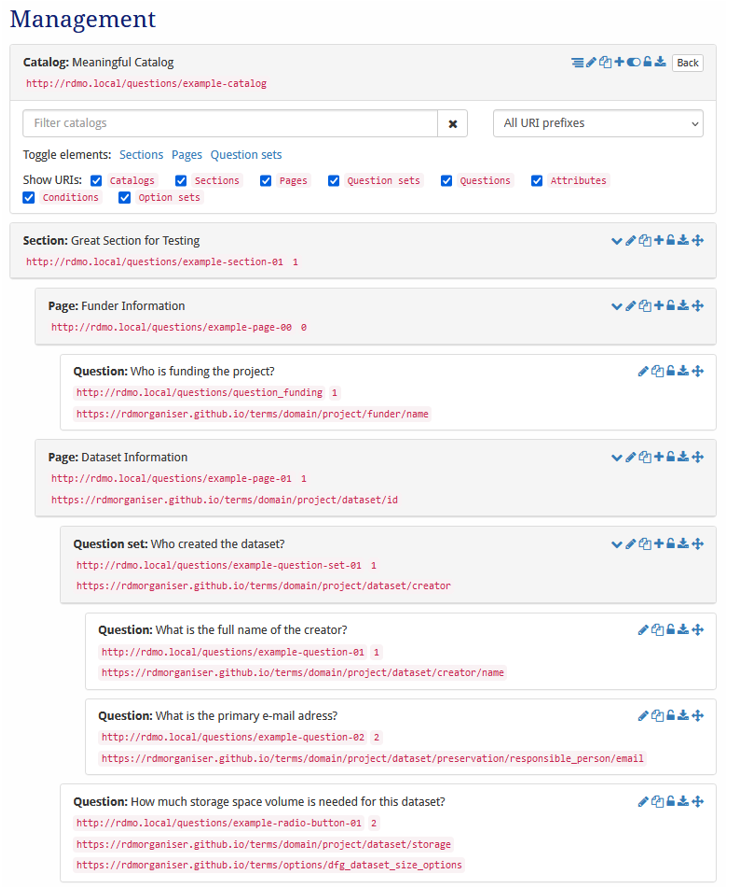 Management
Catalog: Meaningful Catalog
Back
http://rdmo.local/questions/example-catalog
Filter catalogs
All URI prefixes
Toggle elements: Sections Pages Question sets
Show URIs: Catalogs Sections Pages Question sets Questions Attributes
Conditions Option sets
Section: Great Section for Testing
http://rdmo.local/questions/example-section-01 1
Page: Funder Information
http://rdmo.local/questions/example-page-00 0
Question: Who is funding the project?
http://rdmo.local/questions/question_funding 1
https://rdmorganiser.github.io/terms/domain/project/funder/name
Page: Dataset Information
http://rdmo.local/questions/example-page-01 1
https://rdmorganiser.github.io/terms/domain/project/dataset/id
Question set: Who created the dataset?
http://rdmo.local/questions/example-question-set-01 1
https://rdmorganiser.github.io/terms/domain/project/dataset/creator
Question: What is the full name of the creator?
http://rdmo.local/questions/example-question-01 1
https://rdmorganiser.github.io/terms/domain/project/dataset/creator/name
Question: What is the primary e-mail adress?
http://rdmo.local/questions/example-question-02 2
https://rdmorganiser.github.io/terms/domain/project/dataset/preservation/responsible_person/email
Question: How much storage space volume is needed for this dataset?
http://rdmo.local/questions/example-radio-button-01 2
https://rdmorganiser.github.io/terms/domain/project/dataset/storage
https://rdmorganiser.github.io/terms/options/dfg_dataset_size_options